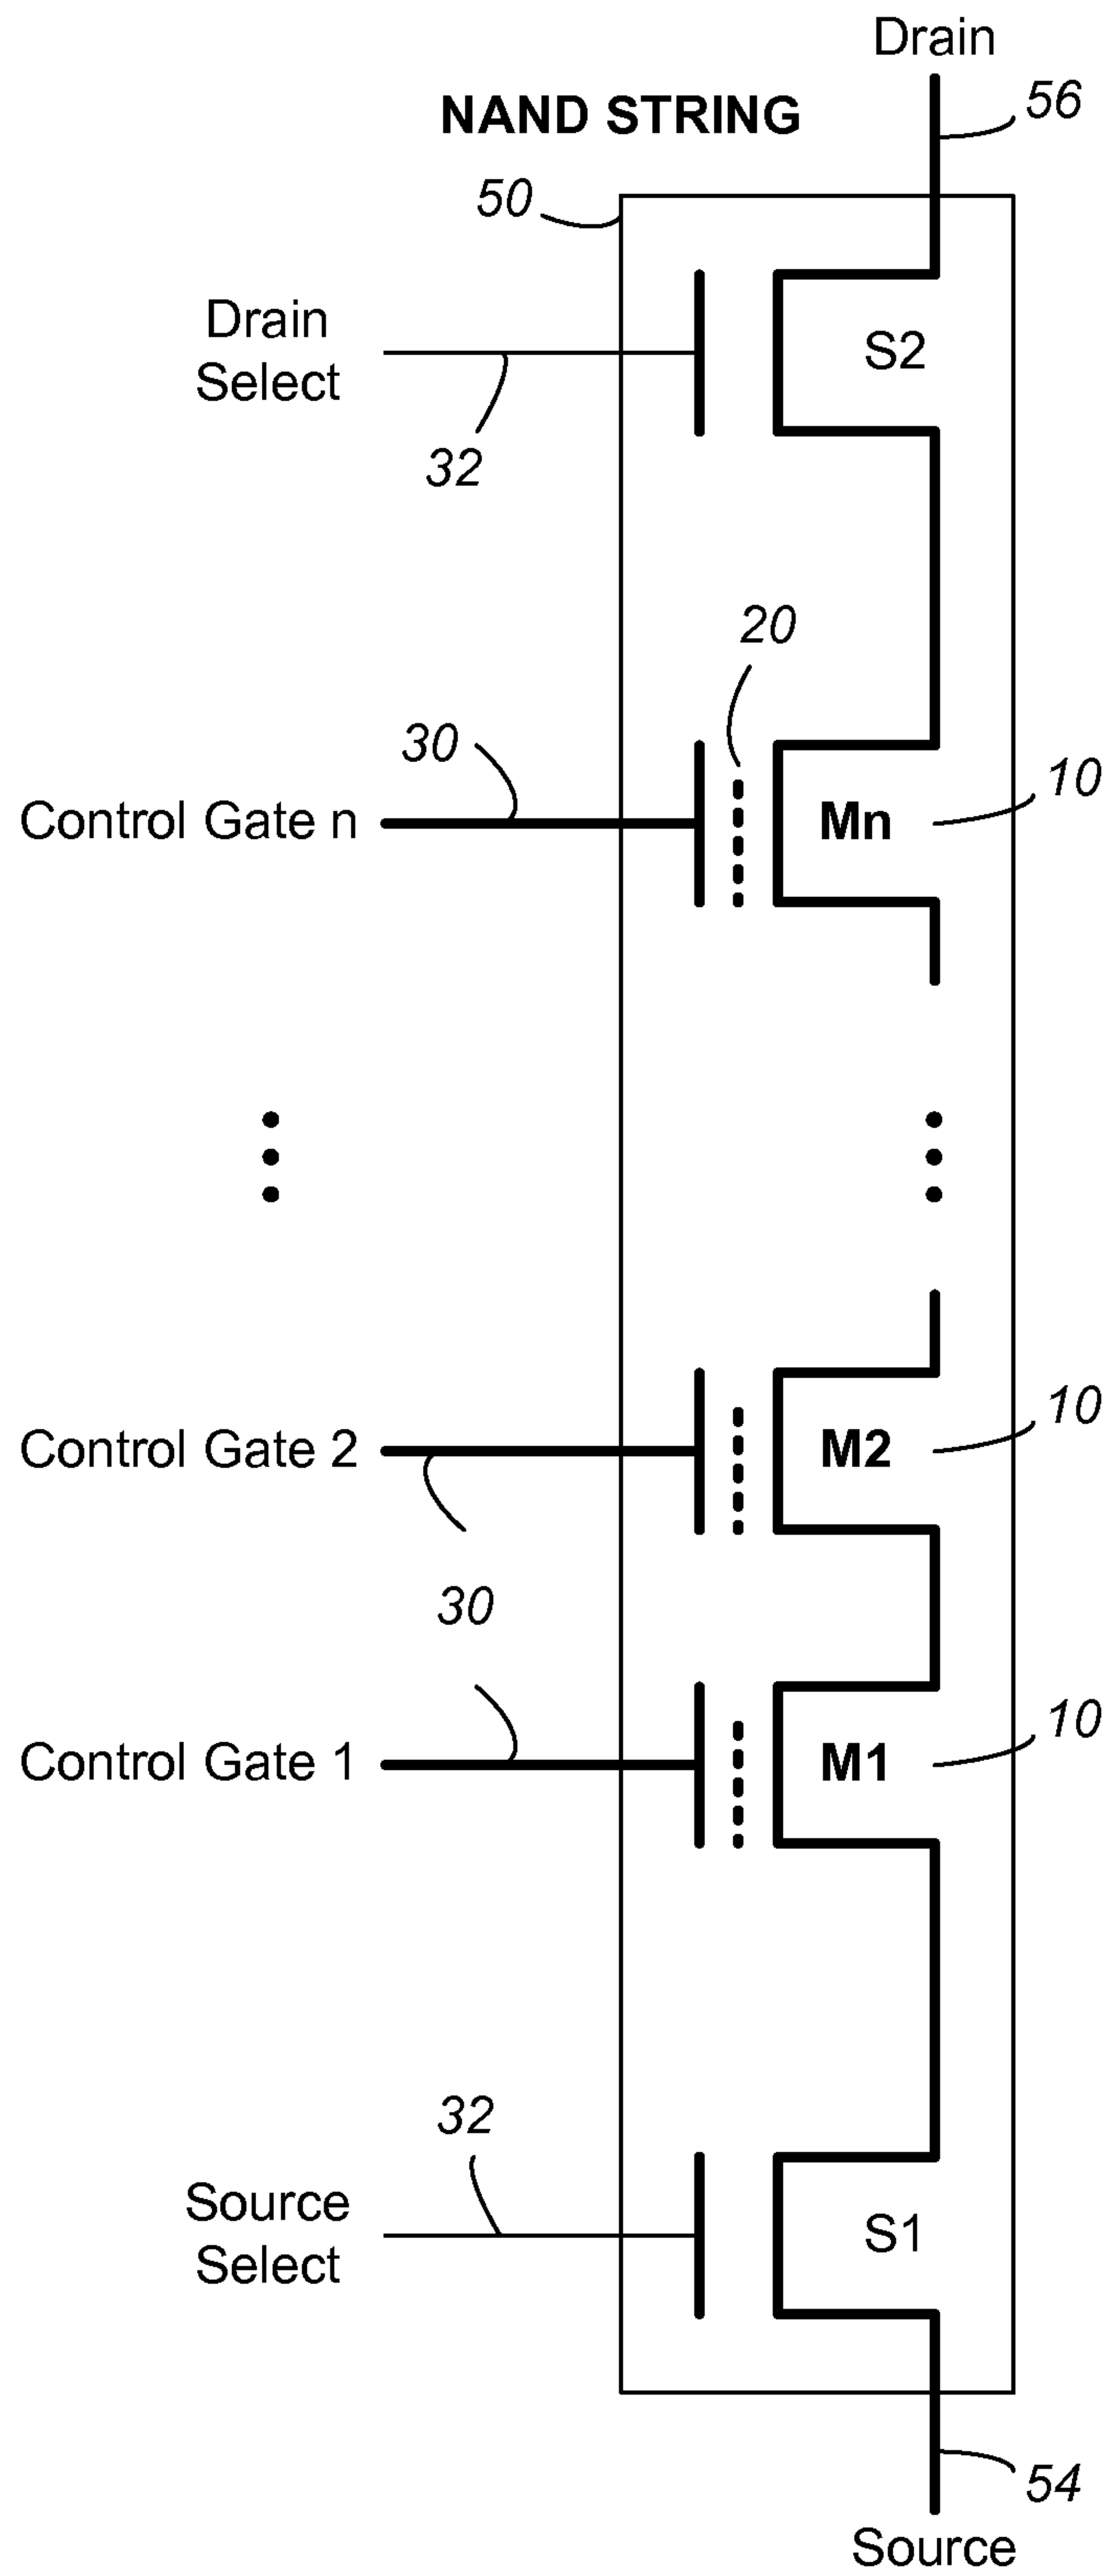 Drain
56
NAND STRING
50
Drain
Select
S2
32
20
30
10
Control Gate n
Mn
10
Control Gate 2
M2
30
10
Control Gate 1
M1
32
Source
Select
S1
54
Source